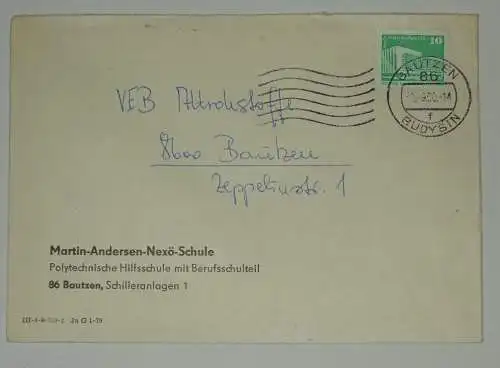 10
BAUTZEN
86
f
BUDYŠIN
VEB Altrohstoffe
8600 Bautzen
Zeppelinstr. 1
Martin-Andersen-Nexö-Schule
Polytechnische Hilfsschule mit Berufsschulteil
86 Bautzen, Schilleranlagen 1